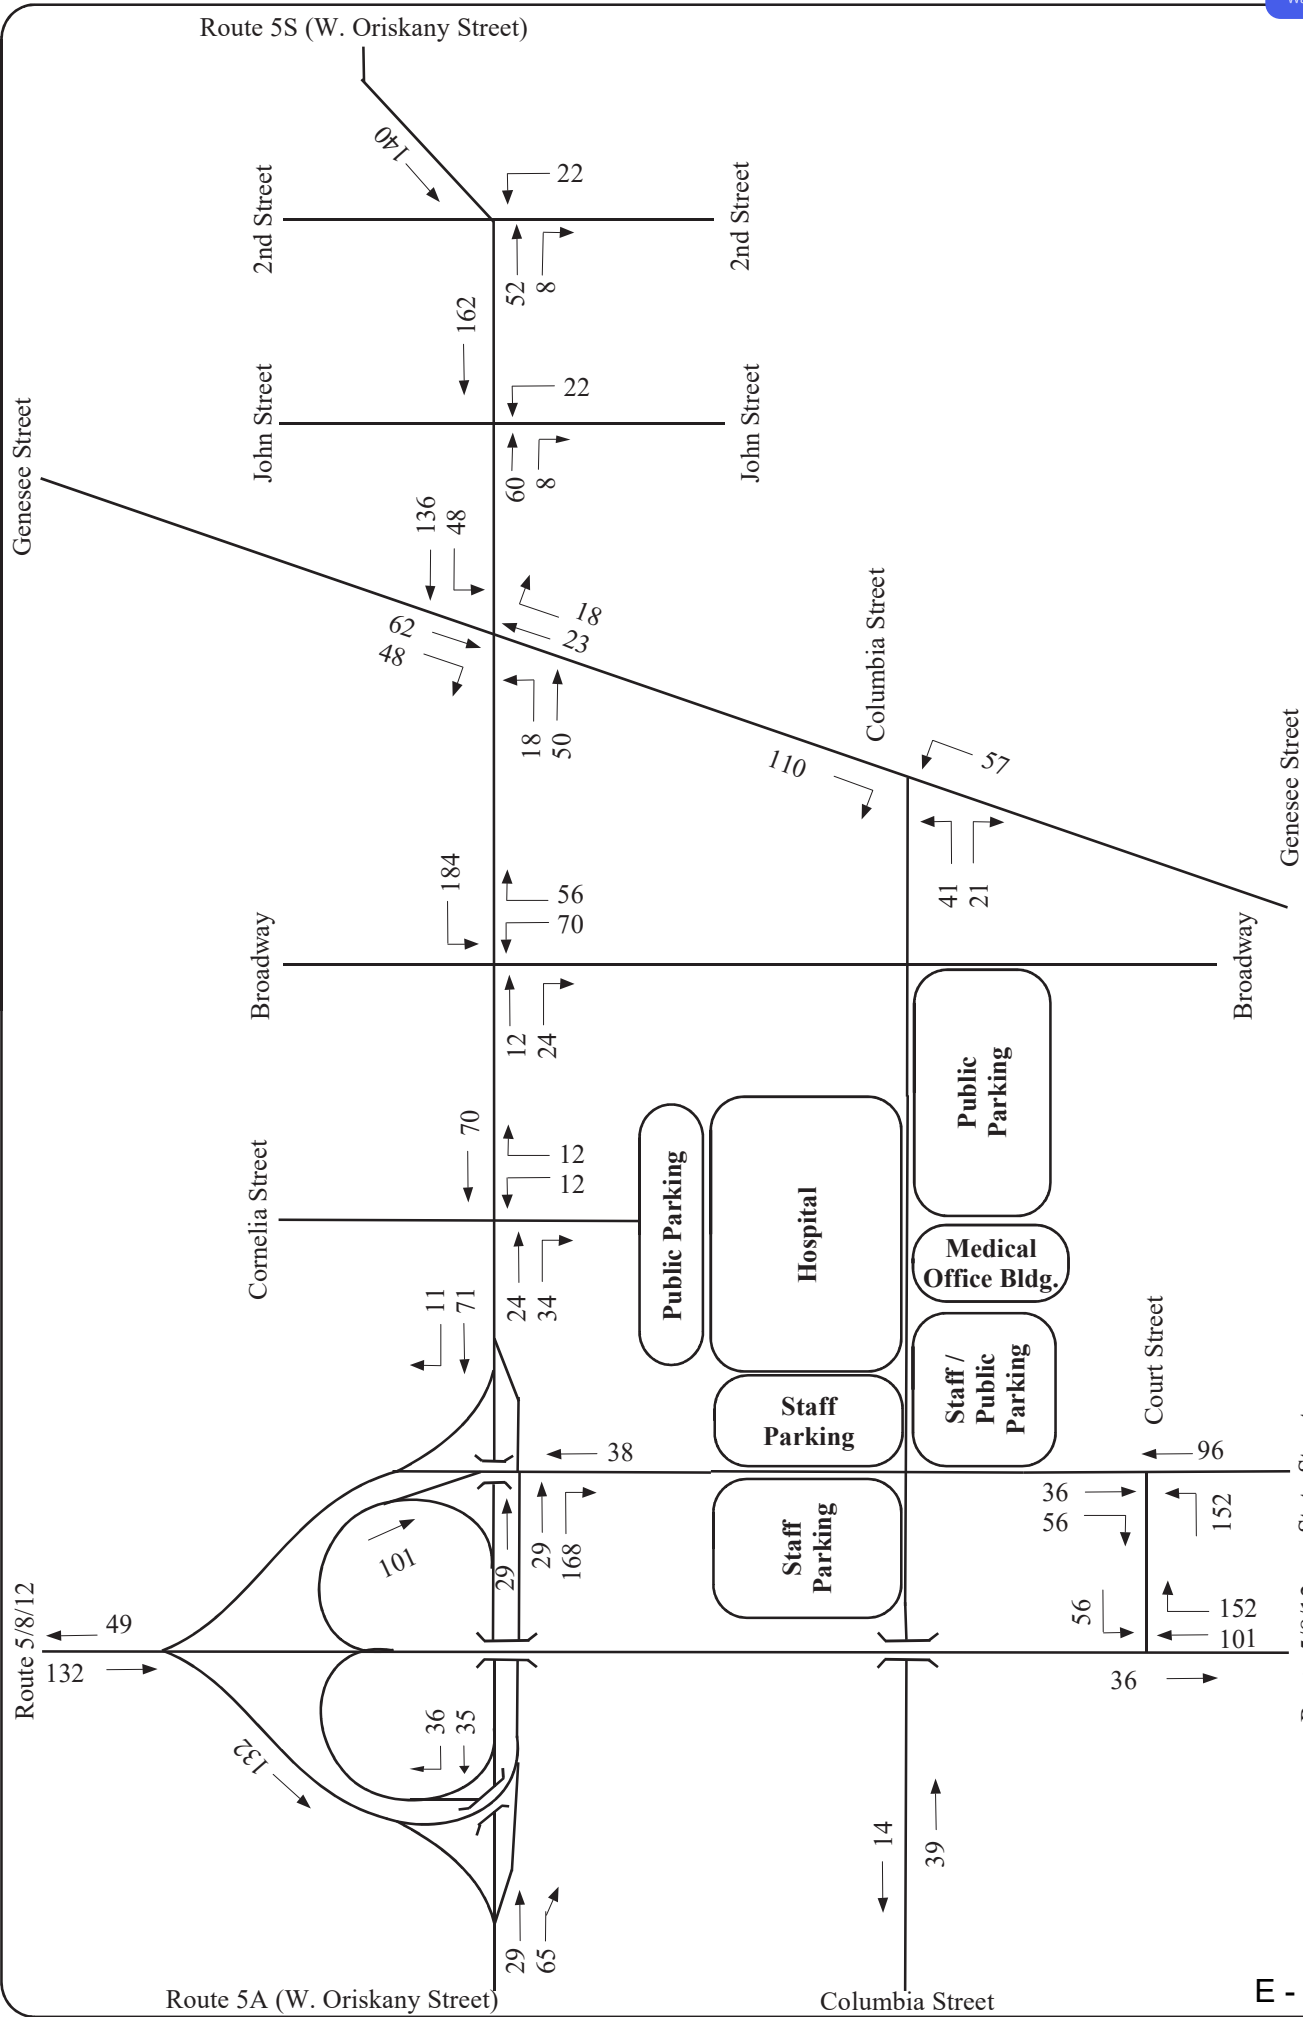 Route 5S (W. Oriskany Street)
140
22
2nd Street
2nd Street
52
8
162
John Street
22
John Street
60
8
Genesee Street
136
48
18
23
62
48
18
50
Columbia Street
110
57
Genesee Street
41
21
184
56
70
Broadway
Broadway
12
24
70
12
12
Cornelia Street
24
34
11
71
Public Parking
Hospital
Public
Parking
Medical
Office Bldg.
Staff
Parking
Staff /
Public
Parking
Court Street
38
96
36
56
152
101
29
29
168
Staff
Parking
56
152
101
36
Route 5/8/12
49
132
132
36
35
14
39
29
65
Route 5A (W. Oriskany Street)
Columbia Street
E -